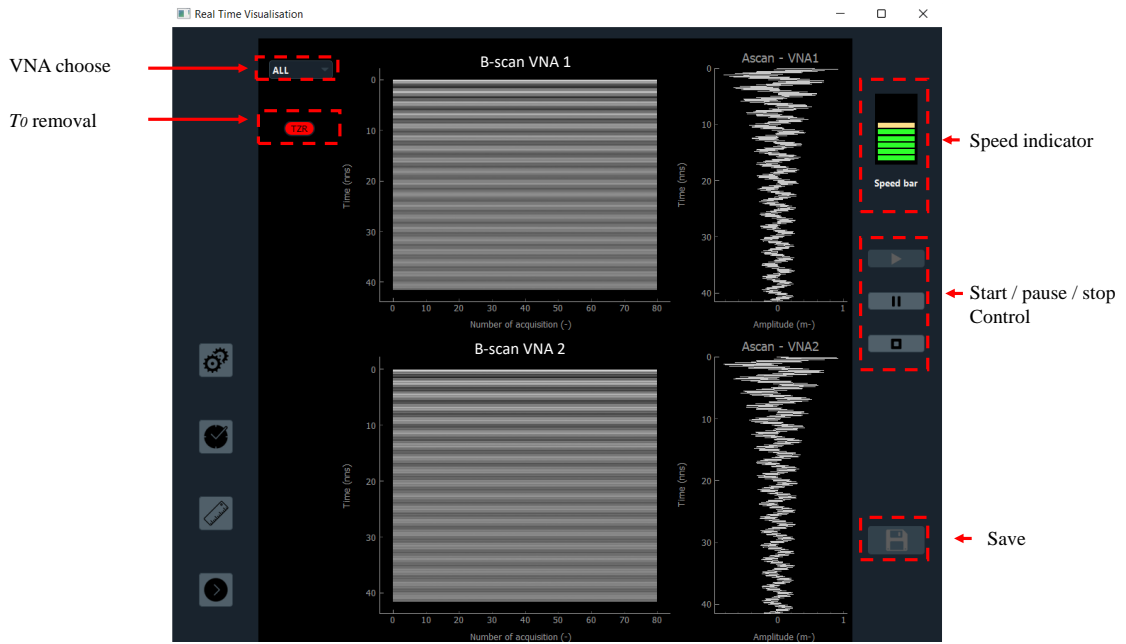 Real Time Visualisation
VNA choose
ALL
T0 removal
TZR
B-scan VNA 1
0
10
20
30
40
Time (nns)
0 10 20 30 40 50 60 70 80
Number of acquisition (-)
Ascan - VNA1
0
10
20
30
40
Time (nns)
0 1
Amplitude (m-)
Speed bar
Speed indicator
Start / pause / stop
Control
B-scan VNA 2
0
10
20
30
40
Time (nns)
0 10 20 30 40 50 60 70 80
Number of acquisition (-)
Ascan - VNA2
0
10
20
30
40
Time (nns)
0 1
Amplitude (m-)
Save